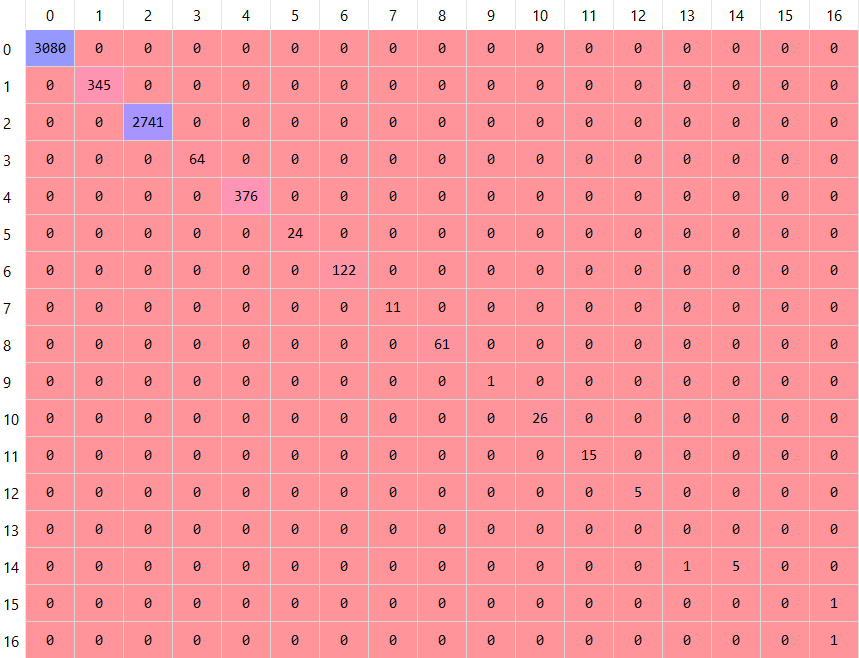 0 1 2 3 4 5 6 7 8 9 10 11 12 13 14 15 16
0 3080 0 0 0 0 0 0 0 0 0 0 0 0 0 0 0 0
1 0 345 0 0 0 0 0 0 0 0 0 0 0 0 0 0 0
2 0 0 2741 0 0 0 0 0 0 0 0 0 0 0 0 0 0
3 0 0 0 64 0 0 0 0 0 0 0 0 0 0 0 0 0
4 0 0 0 0 376 0 0 0 0 0 0 0 0 0 0 0 0
5 0 0 0 0 0 24 0 0 0 0 0 0 0 0 0 0 0
6 0 0 0 0 0 0 122 0 0 0 0 0 0 0 0 0 0
7 0 0 0 0 0 0 0 11 0 0 0 0 0 0 0 0 0
8 0 0 0 0 0 0 0 0 61 0 0 0 0 0 0 0 0
9 0 0 0 0 0 0 0 0 0 1 0 0 0 0 0 0 0
10 0 0 0 0 0 0 0 0 0 0 26 0 0 0 0 0 0
11 0 0 0 0 0 0 0 0 0 0 0 15 0 0 0 0 0
12 0 0 0 0 0 0 0 0 0 0 0 0 5 0 0 0 0
13 0 0 0 0 0 0 0 0 0 0 0 0 0 0 0 0 0
14 0 0 0 0 0 0 0 0 0 0 0 0 0 1 5 0 0
15 0 0 0 0 0 0 0 0 0 0 0 0 0 0 0 0 1
16 0 0 0 0 0 0 0 0 0 0 0 0 0 0 0 0 1